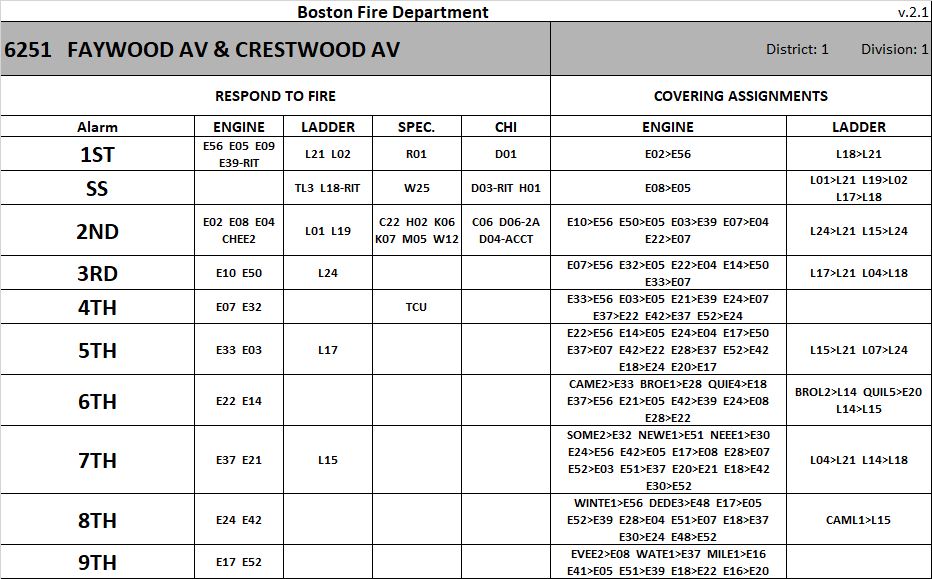 Boston Fire Department v.2.1
6251 FAYWOOD AV & CRESTWOOD AV District: 1 Division: 1
RESPOND TO FIRE COVERING ASSIGNMENTS
Alarm ENGINE LADDER SPEC. CHI ENGINE LADDER
1ST E56 E05 E09 L21 L02 R01 D01 E02>E56 L18>L21
E39-RIT
SS TL3 L18-RIT W25 D03-RIT H01 E08>E05 L01>L21 L19>L02
L17>L18
2ND E02 E08 E04 L01 L19 C22 H02 K06 C06 D06-2A E10>E56 E50>E05 E03>E39 E07>E04 L24>L21 L15>L24
CHEE2 K07 M05 W12 D04-ACCT E22>E07
3RD E10 E50 L24 E07>E56 E32>E05 E22>E04 E14>E50 L17>L21 L04>L18
E33>E07
4TH E07 E32 TCU E33>E56 E03>E05 E21>E39 E24>E07
E37>E22 E42>E37 E52>E24
5TH E33 E03 L17 E22>E56 E14>E05 E24>E04 E17>E50 L15>L21 L07>L24
E37>E07 E42>E22 E28>E37 E52>E42
E18>E24 E20>E17
6TH E22 E14 CAME2>E33 BROE1>E28 QUIE4>E18 BROL2>L14 QUIL5>E20
E37>E56 E21>E05 E42>E39 E24>E08 L14>L15
E28>E22
7TH E37 E21 L15 SOME2>E32 NEWE1>E51 NEEE1>E30 L04>L21 L14>L18
E24>E56 E42>E05 E17>E08 E28>E07
E52>E03 E51>E37 E20>E21 E18>E42
E30>E52
8TH E24 E42 WINTE1>E56 DEDE3>E48 E17>E05 CAML1>L15
E52>E39 E28>E04 E51>E07 E18>E37
E30>E24 E48>E52
9TH E17 E52 EVEE2>E08 WATE1>E37 MILE1>E16
E41>E05 E51>E39 E18>E22 E16>E20